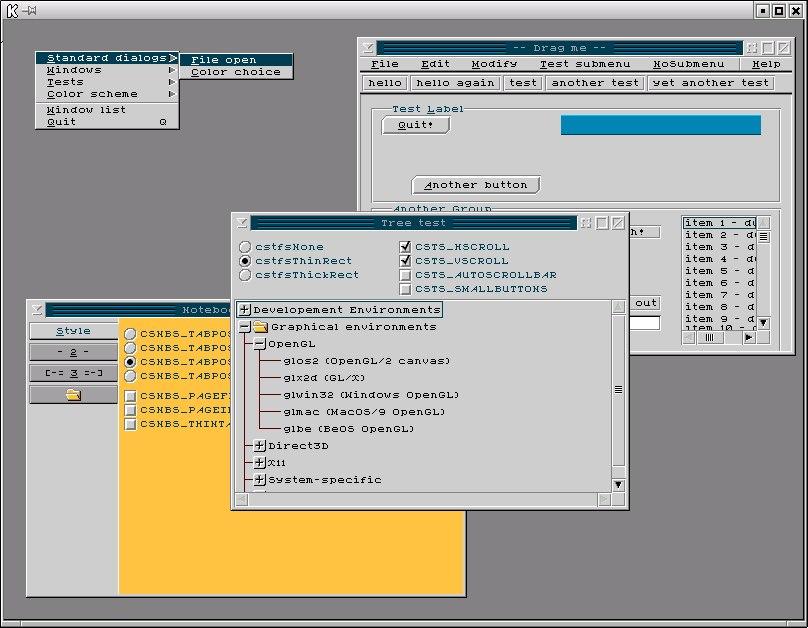 K
-- Drag me --
File Edit Modify Test submenu NoSubmenu Help
hello hello again test another test yet another test
Test Label
Quit!
Another button
Another Group
item 1 - d
item 2 - d
item 3 - d
item 4 - d
item 5 - d
item 6 - d
item 7 - d
item 8 - d
item 9 - d
item 10 - d
out
Standard dialogs
Windows
Tests
Color scheme
Window list
Quit Q
File open
Color choice
Tree test
cstfsNone
cstfsThinRect
cstfsThickRect
CSTS_HSCROLL
CSTS_VSCROLL
CSTS_AUTOSCROLLBAR
CSTS_SMALLBUTTONS
Developement Environments
Graphical environments
OpenGL
glos2 (OpenGL/2 canvas)
glx2d (GL/X)
glwin32 (Windows OpenGL)
glmac (MacOS/9 OpenGL)
glbe (BeOS OpenGL)
Direct3D
X11
System-specific
Noteboo
Style
- 2 -
[-= 3 =-]
CSNBS_TABPOS
CSNBS_TABPOS
CSNBS_TABPOS
CSNBS_TABPOS
CSNBS_PAGEF
CSNBS_PAGEI
CSNBS_THINTA